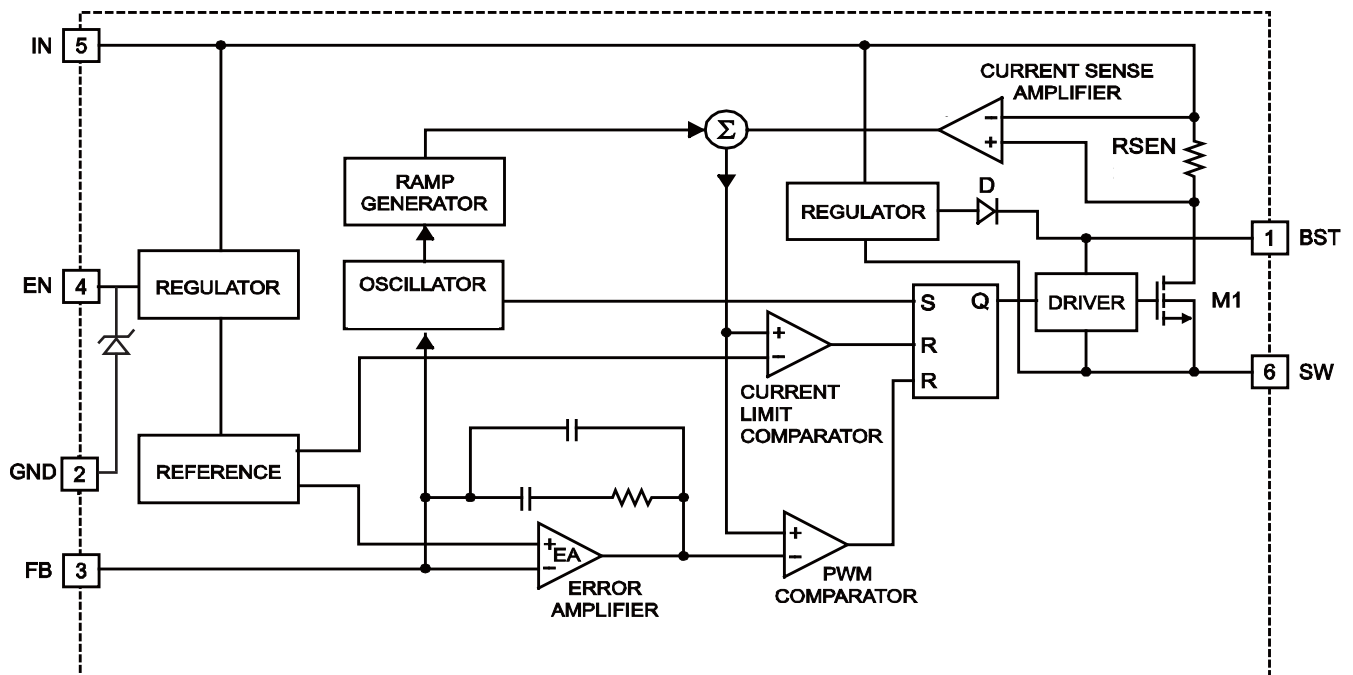 IN 5
CURRENT SENSE
AMPLIFIER
Σ
−
+
RSEN
RAMP
GENERATOR
D
REGULATOR
1 BST
EN 4
REGULATOR
OSCILLATOR
S Q
DRIVER
M1
+
−
R
R
6 SW
CURRENT
LIMIT
COMPARATOR
GND 2
REFERENCE
+
−
EA
+
−
FB 3
ERROR
AMPLIFIER
PWM
COMPARATOR